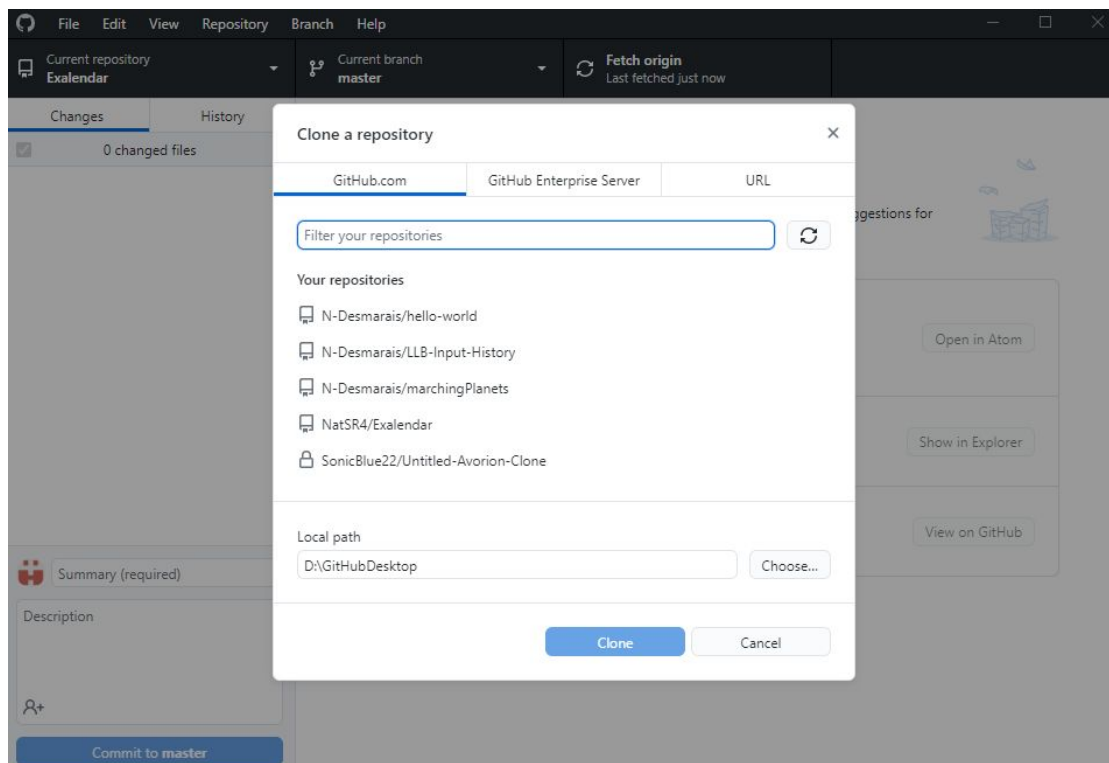 File Edit View Repository Branch Help
Current repository
Exalendar
Current branch
master
Fetch origin
Last fetched just now
Changes History
0 changed files
Clone a repository
GitHub.com GitHub Enterprise Server URL
Filter your repositories
Your repositories
N-Desmarais/hello-world
N-Desmarais/LLB-Input-History
N-Desmarais/marchingPlanets
NatSR4/Exalendar
SonicBlue22/Untitled-Avorion-Clone
Local path
D:\GitHubDesktop Choose...
Clone Cancel
for
Open in Atom
Show in Explorer
View on GitHub
Summary (required)
Description
Commit to master